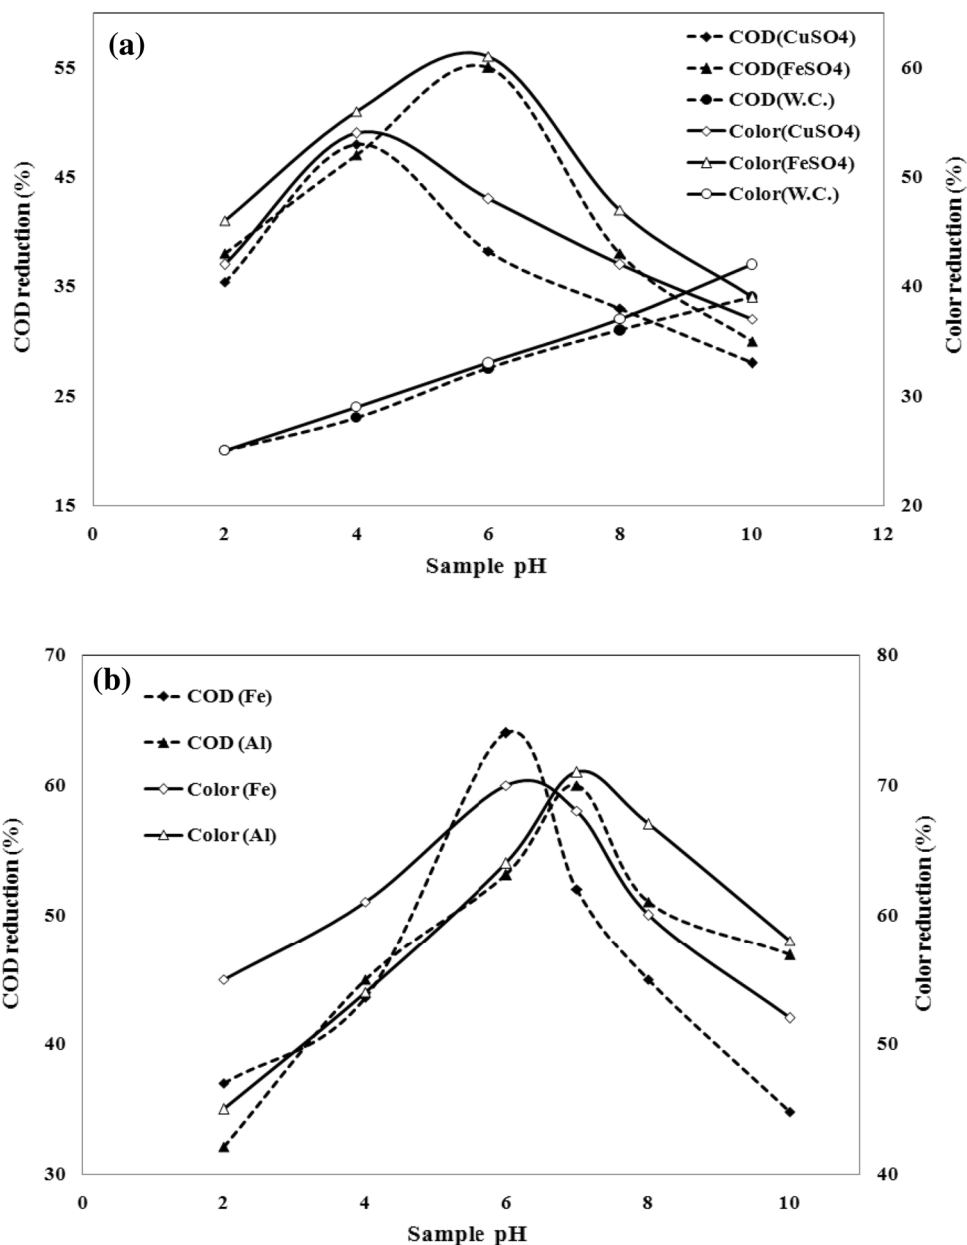 (a)
COD(CuSO4)
COD(FeSO4)
COD(W.C.)
Color(CuSO4)
Color(FeSO4)
Color(W.C.)
55
45
35
25
15
COD reduction (%)
60
50
40
30
20
Color reduction (%)
0 2 4 6 8 10 12
Sample pH
(b)
COD (Fe)
COD (Al)
Color (Fe)
Color (Al)
70
60
50
40
30
COD reduction (%)
80
70
60
50
40
Color reduction (%)
0 2 4 6 8 10
Sample pH